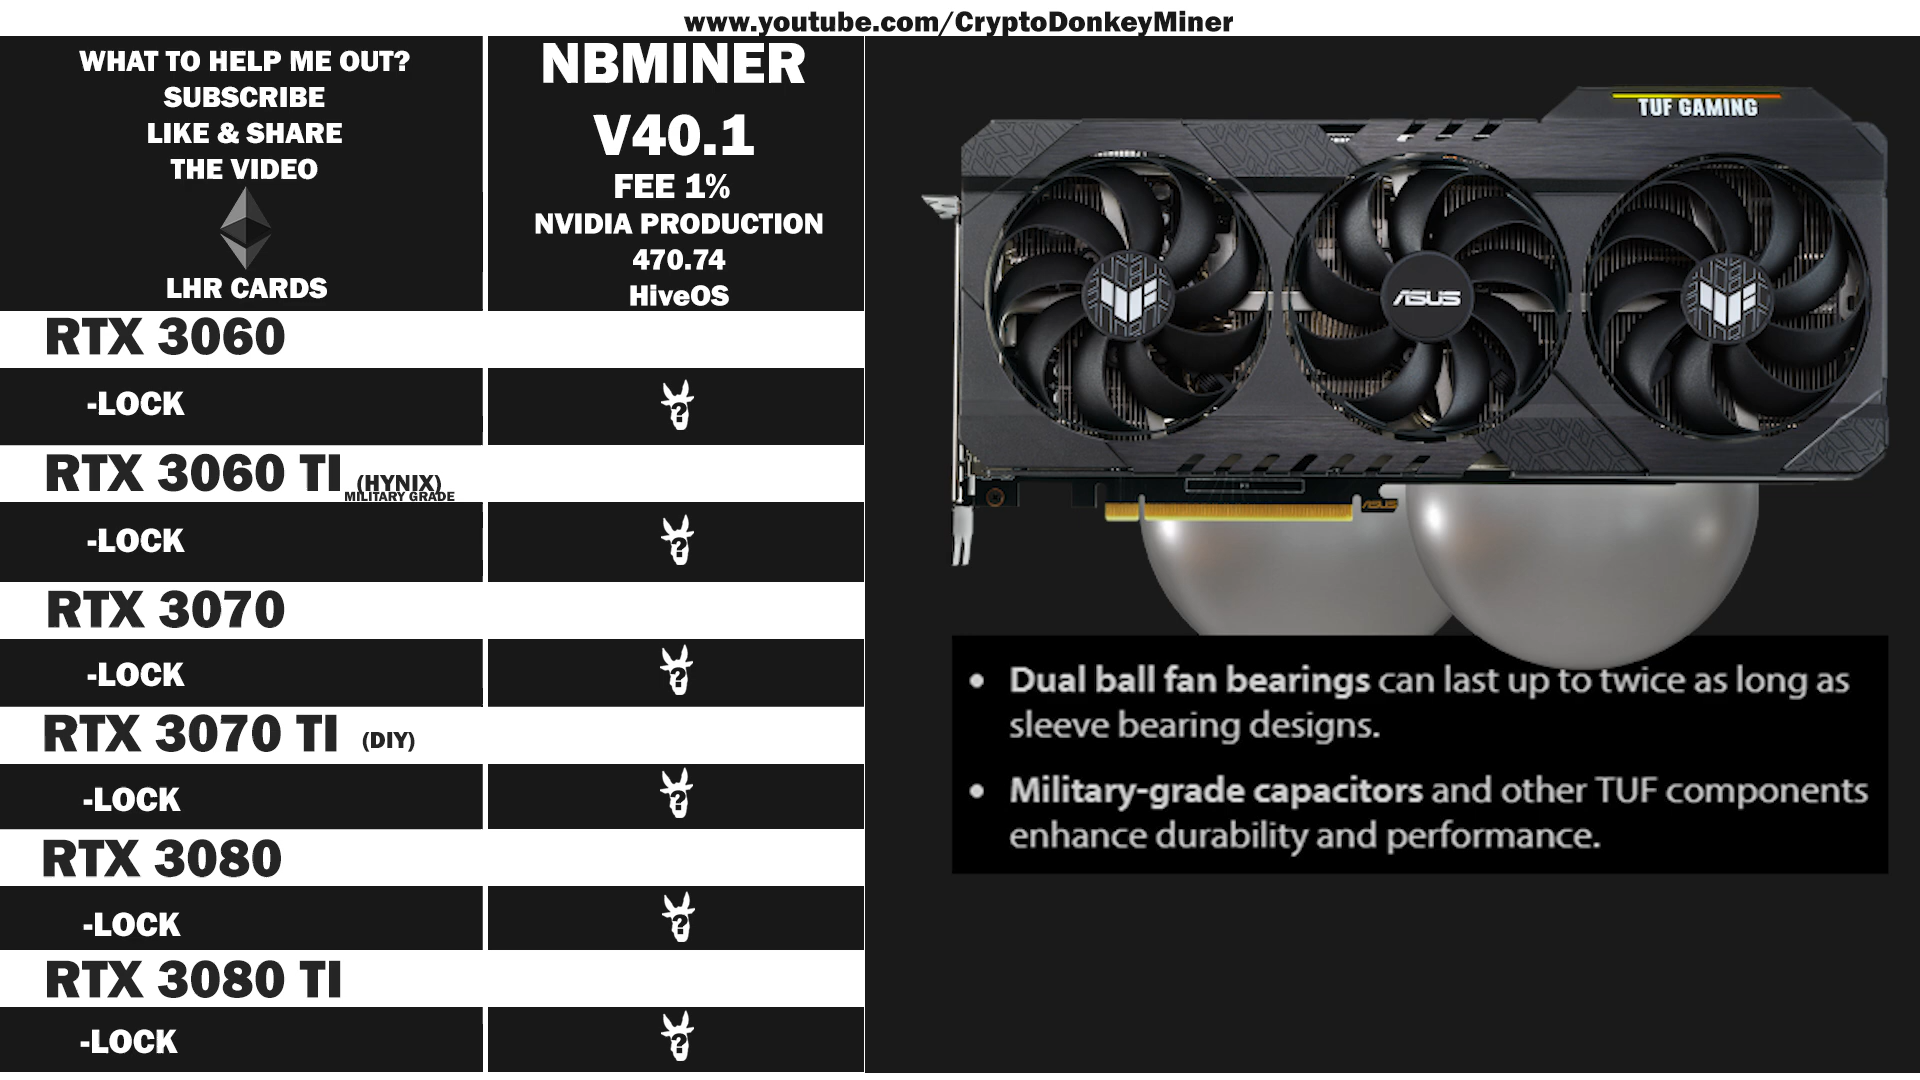 www.youtube.com/CryptoDonkeyMiner
WHAT TO HELP ME OUT?
SUBSCRIBE
LIKE & SHARE
THE VIDEO
LHR CARDS
NBMINER
V40.1
FEE 1%
NVIDIA PRODUCTION
470.74
HiveOS
RTX 3060
-LOCK
?
RTX 3060 TI (HYNIX)
MILITARY GRADE
-LOCK
?
RTX 3070
-LOCK
?
RTX 3070 TI (DIY)
-LOCK
?
RTX 3080
-LOCK
?
RTX 3080 TI
-LOCK
?
TUF GAMING
ASUS
ASUS
• Dual ball fan bearings can last up to twice as long as
sleeve bearing designs.
• Military-grade capacitors and other TUF components
enhance durability and performance.